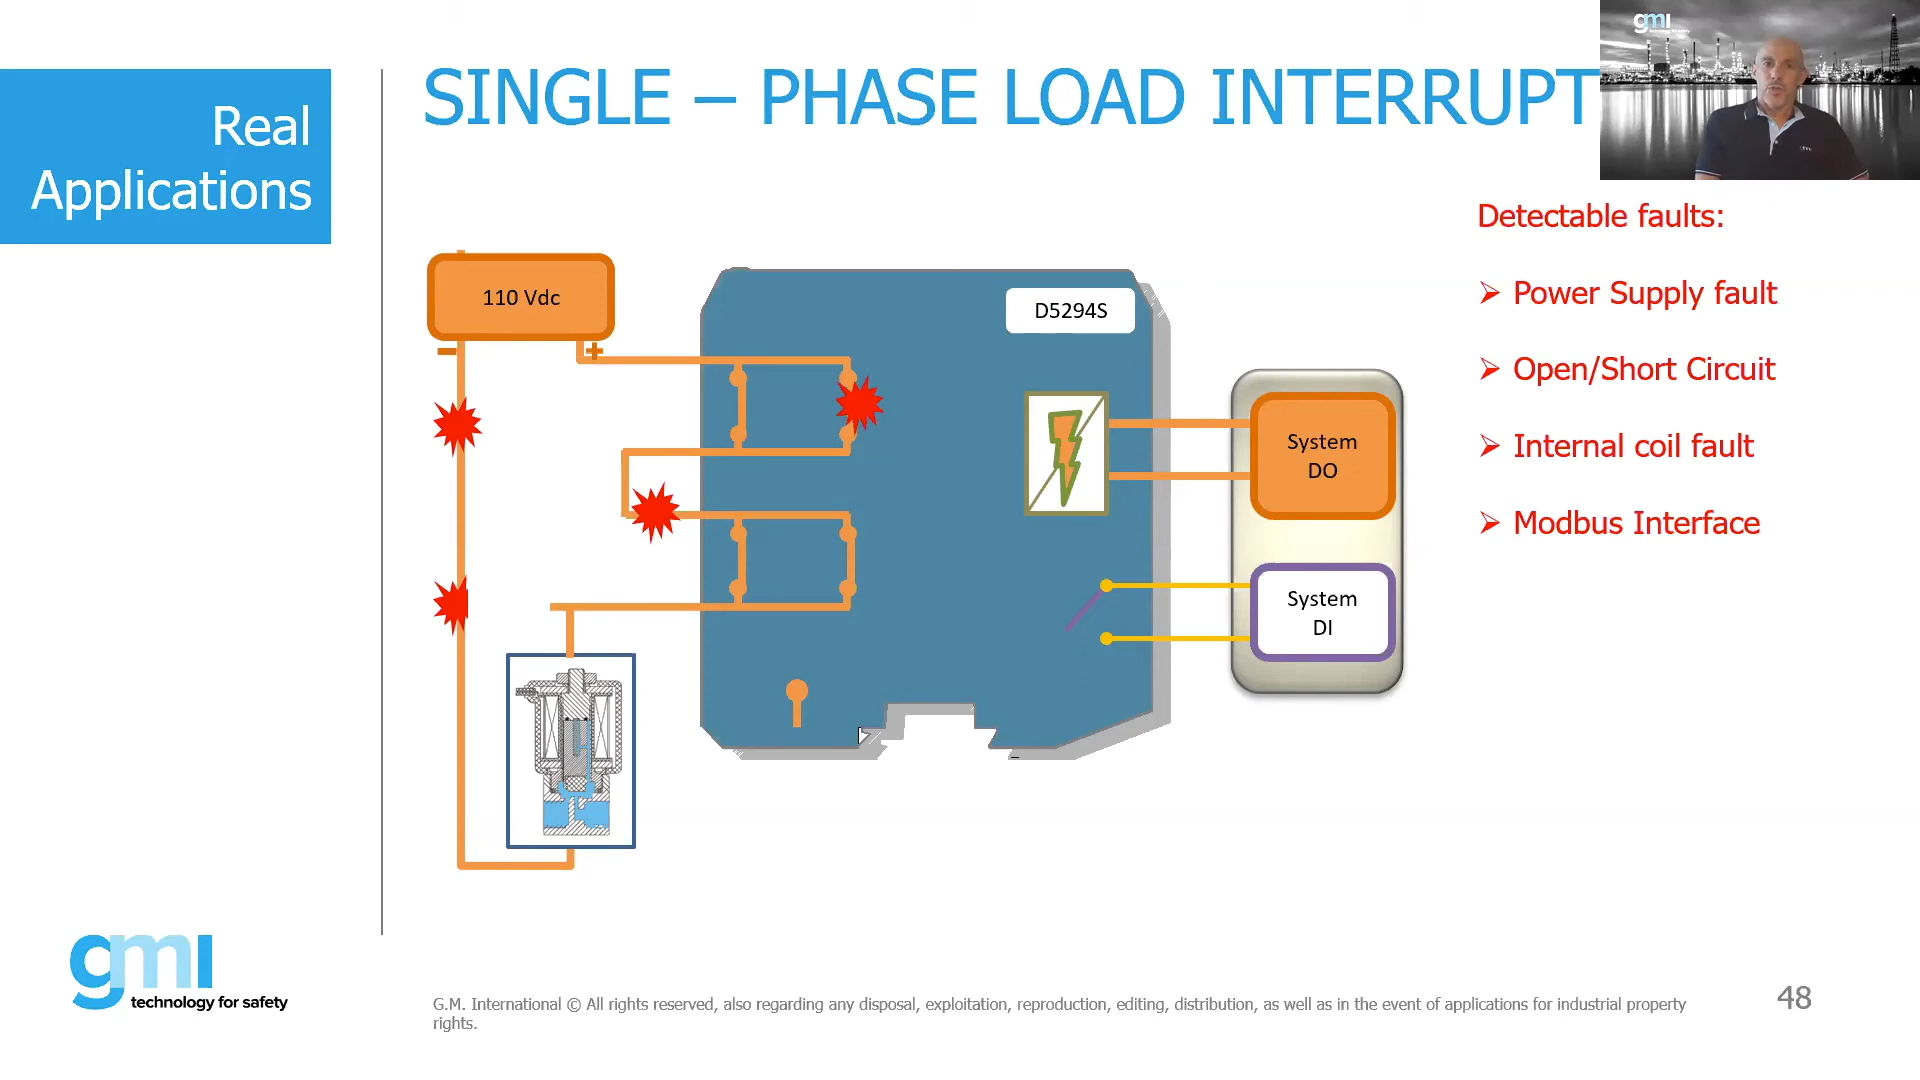 Real
Applications
SINGLE – PHASE LOAD INTERRUPT
gmi
Detectable faults:
➢ Power Supply fault
➢ Open/Short Circuit
➢ Internal coil fault
➢ Modbus Interface
110 Vdc
– +
D5294S
System
DO
System
DI
gmi
technology for safety
G.M. International © All rights reserved, also regarding any disposal, exploitation, reproduction, editing, distribution, as well as in the event of applications for industrial property
rights.
48